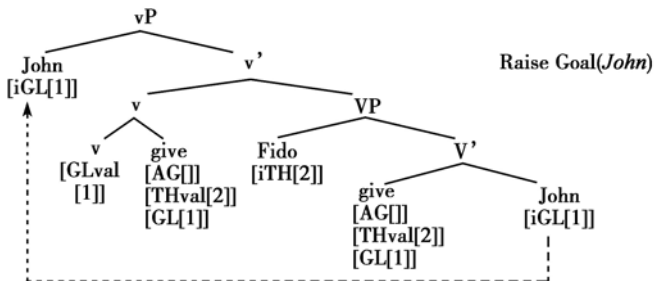 vP
John v' Raise Goal(John)
[iGL[1]]
v VP
v give Fido V'
[GLval [AG[]] [iTH[2]]
[1]] [THval[2]] give John
[GL[1]] [AG[]] [iGL[1]]
[THval[2]]
[GL[1]]